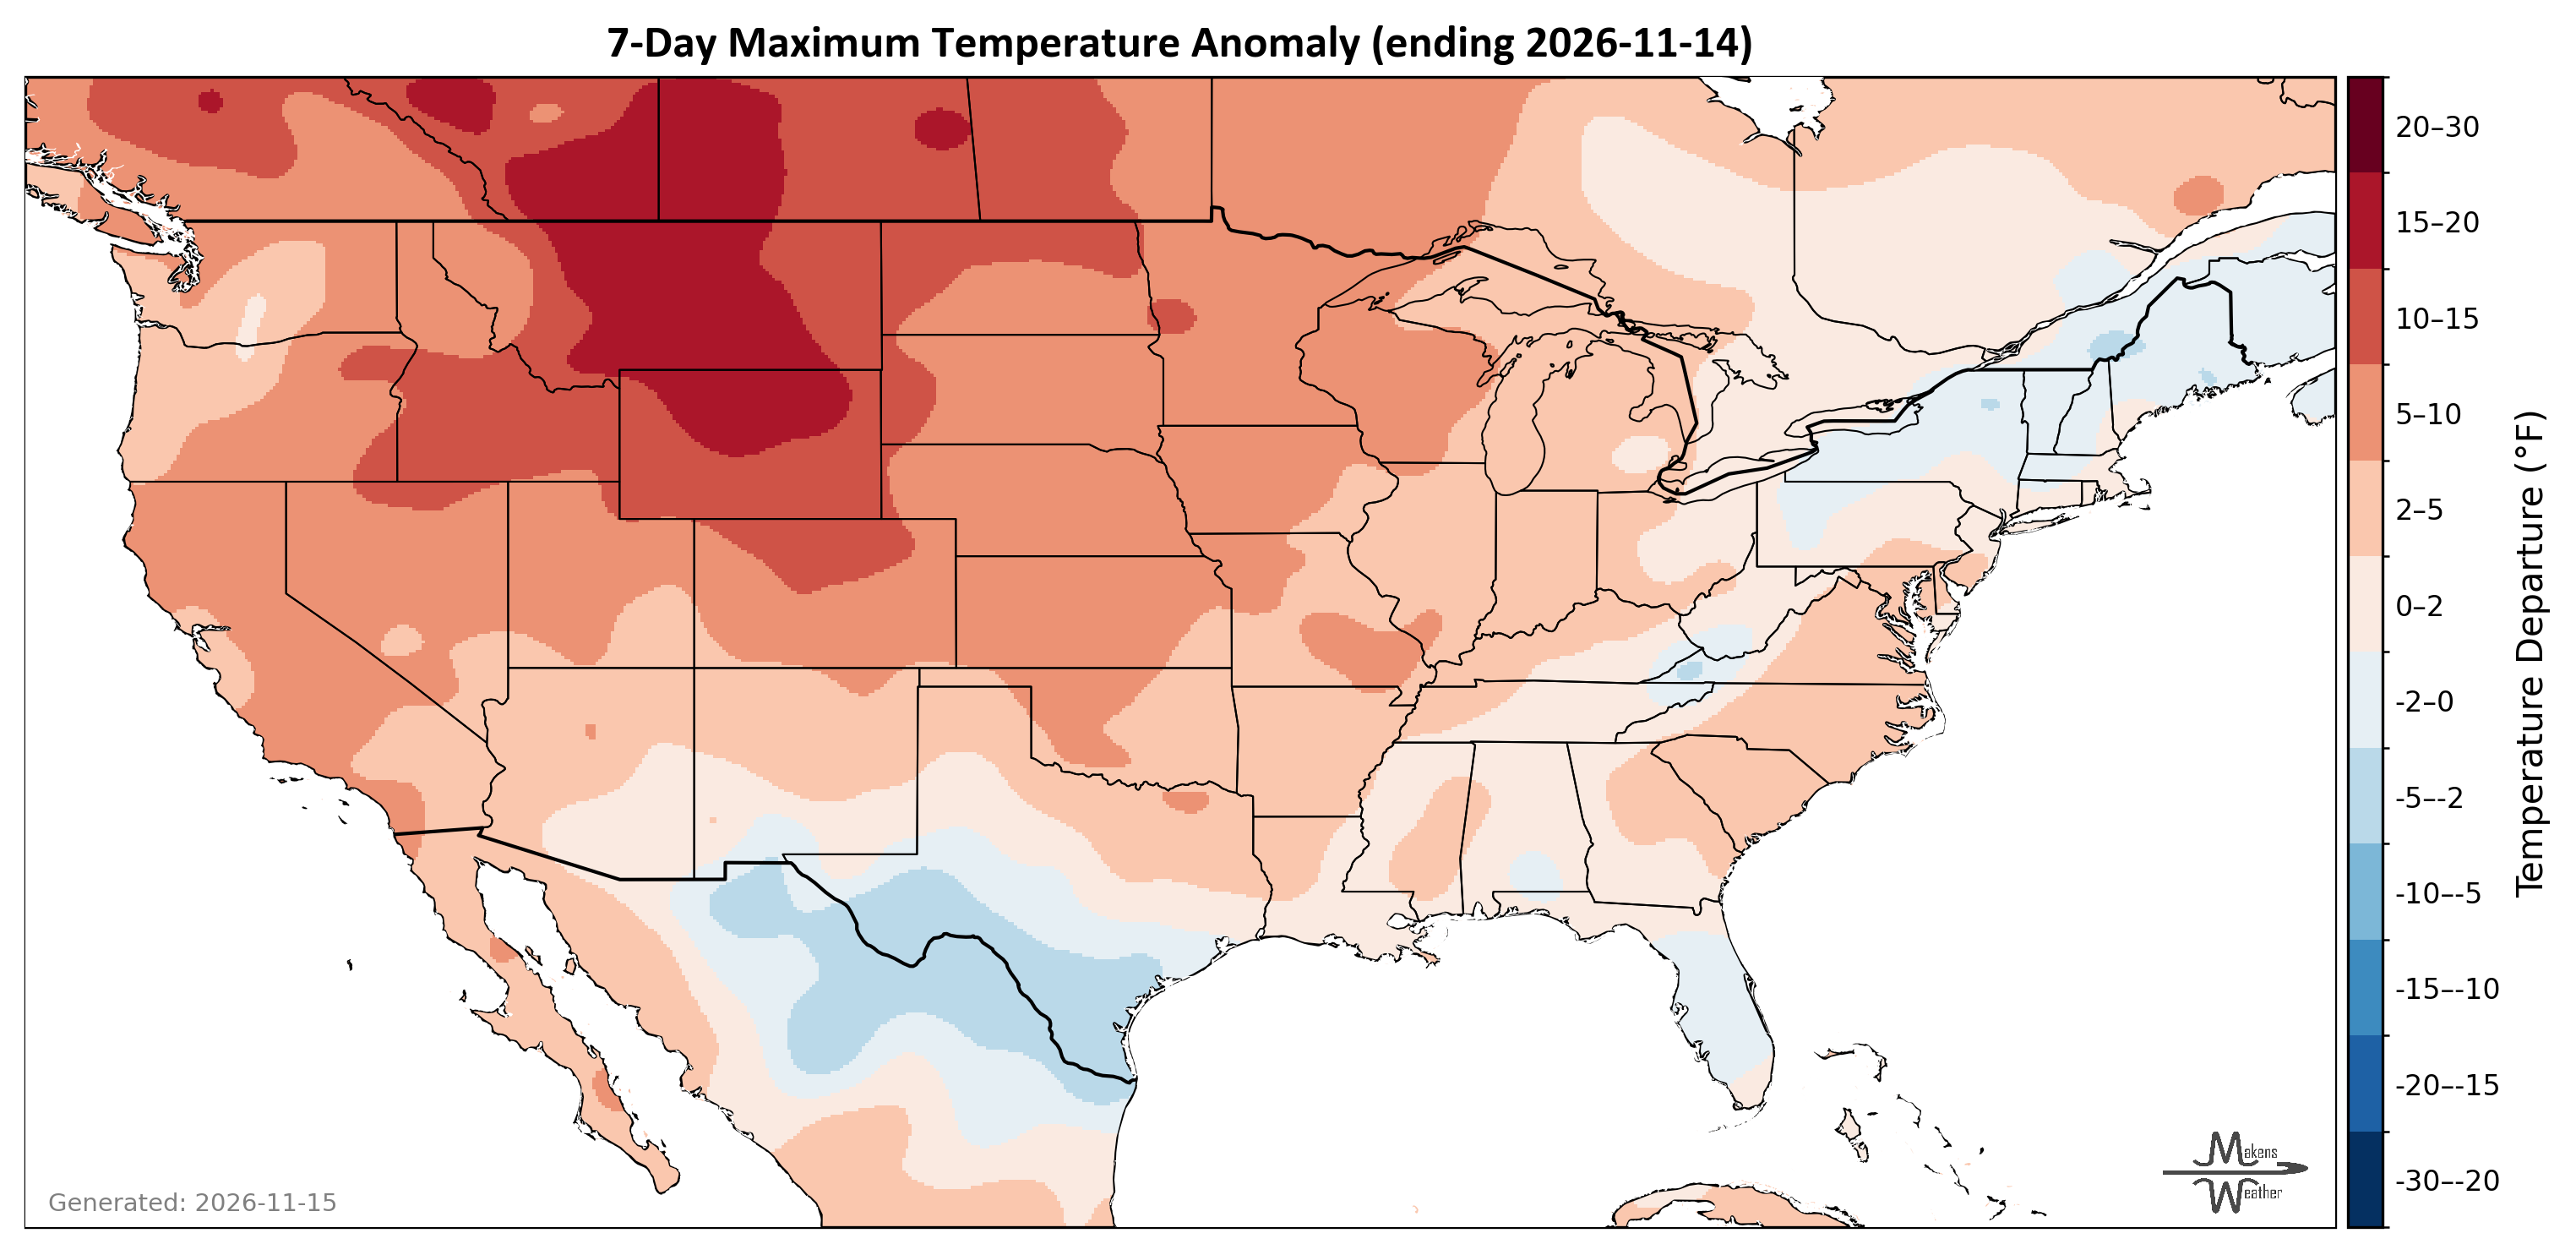 7-Day Maximum Temperature Anomaly (ending 2026-11-14)
20–30
15–20
10–15
5–10
2–5
0–2
-2–0
-5–-2
-10–-5
-15–-10
-20–-15
-30–-20
Temperature Departure (°F)
Makens
Weather
Generated: 2026-11-15